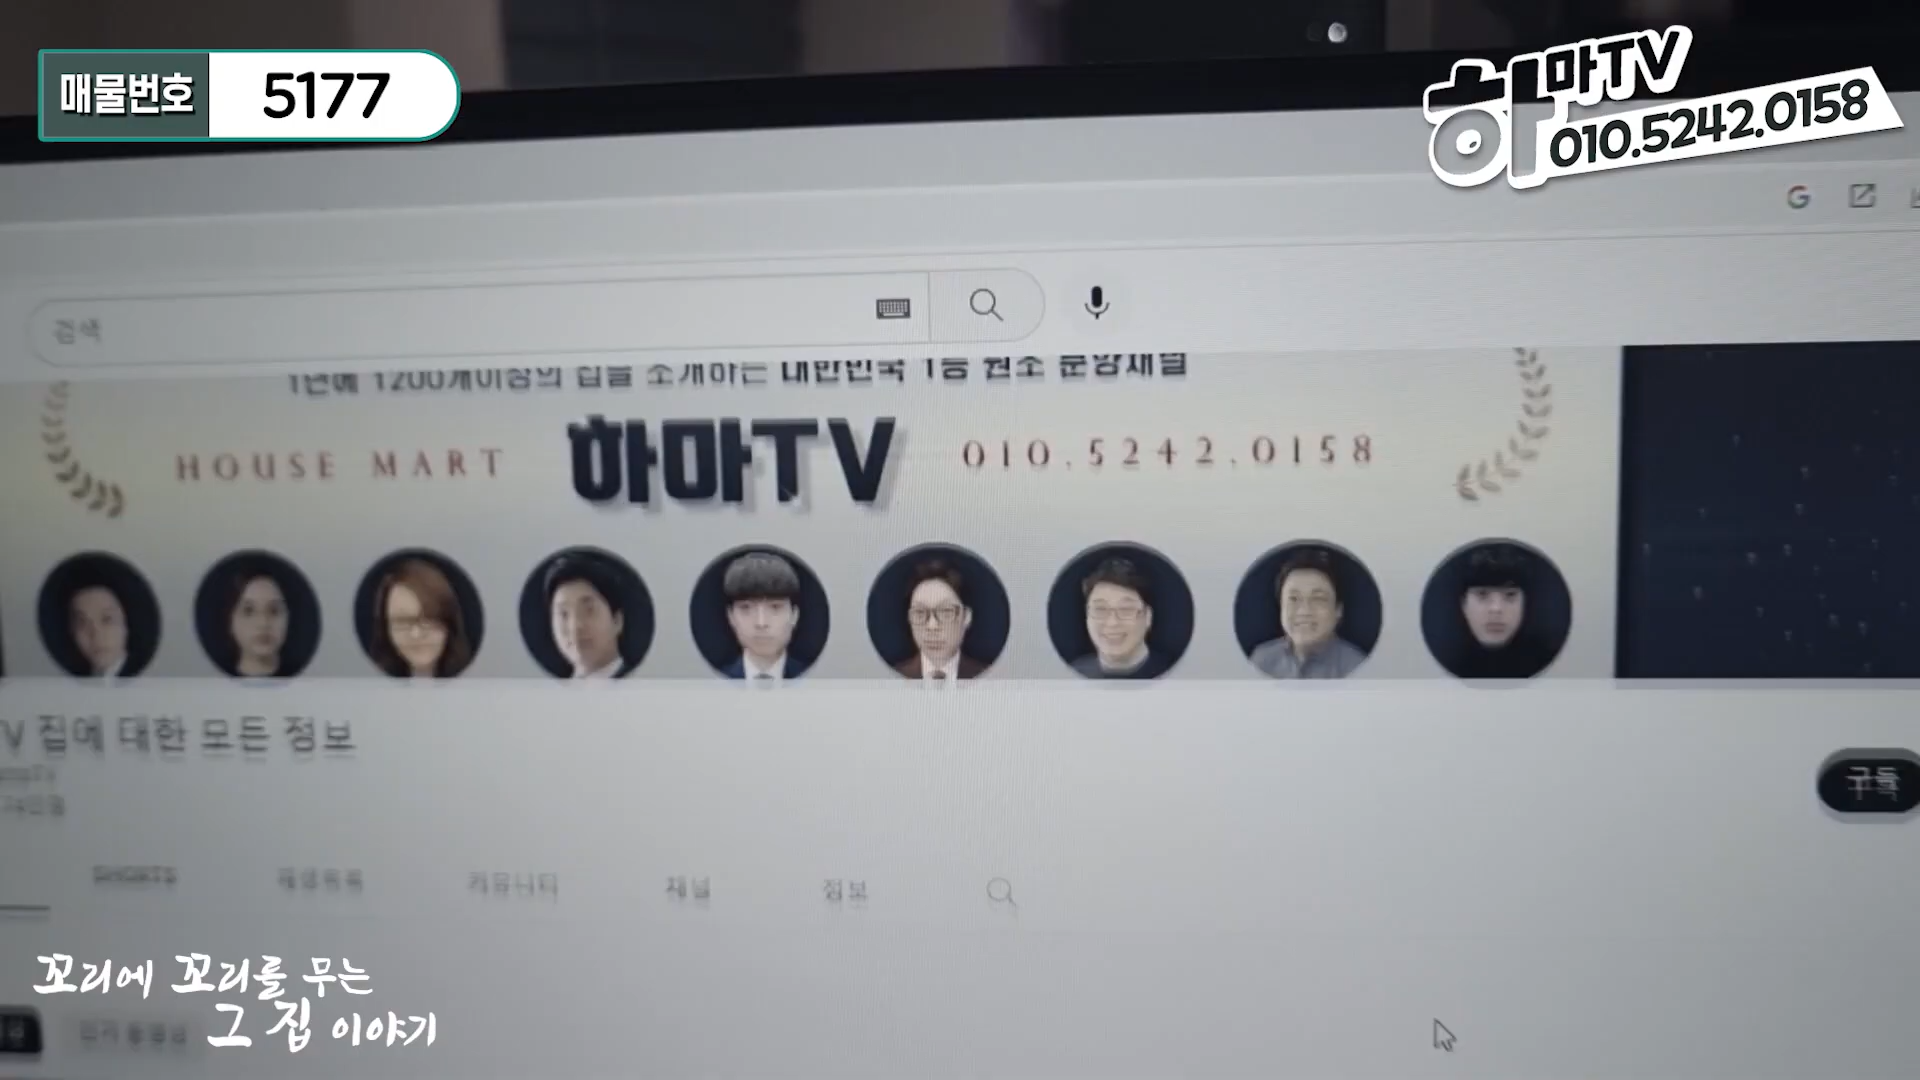 매물번호 5177
하마TV
010.5242.0158
G
검색
1년에 1200개이상의 집을 소개하는 대한민국 1등 원조 분양채널
HOUSE MART 하마TV 010.5242.0158
TV 집에 대한 모든 정보
구독
SHORTS 재생목록 커뮤니티 채널 정보
꼬리에 꼬리를 무는
그 집 이야기